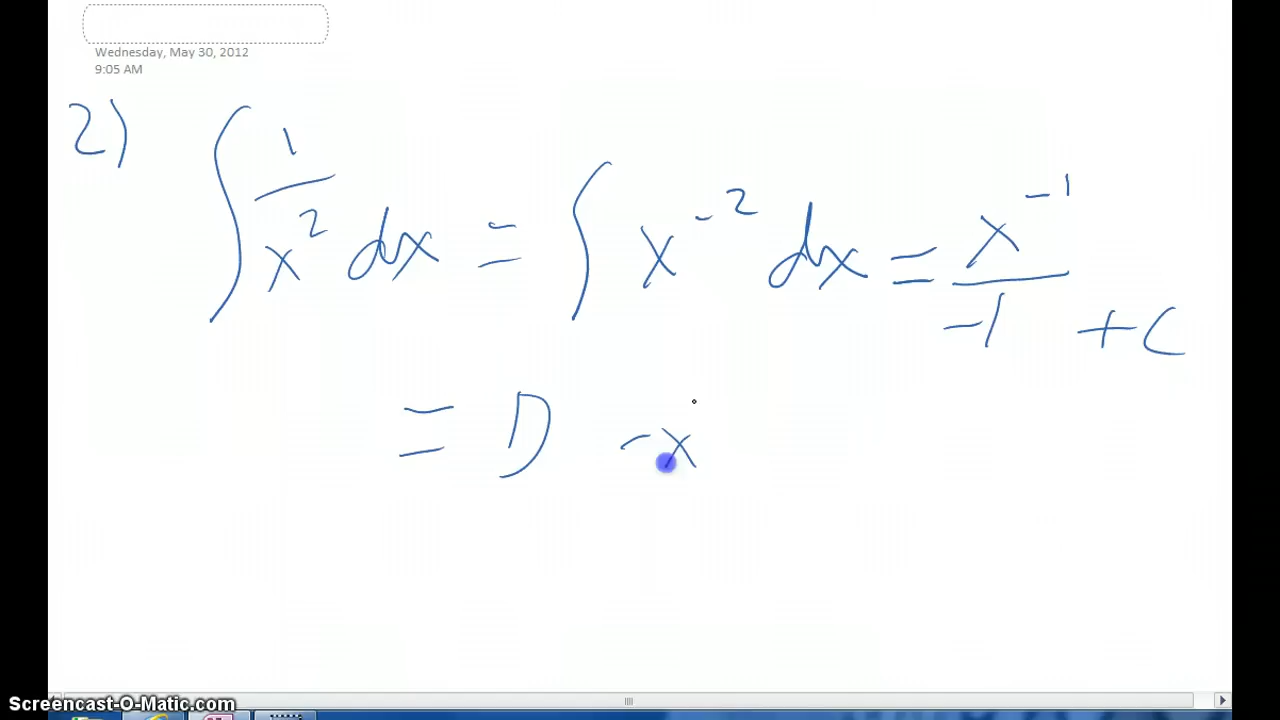 Wednesday, May 30, 2012
9:05 AM
2) ∫ 1/x² dx = ∫ x⁻² dx = x⁻¹/-1 + C
= D -x
Screencast-O-Matic.com